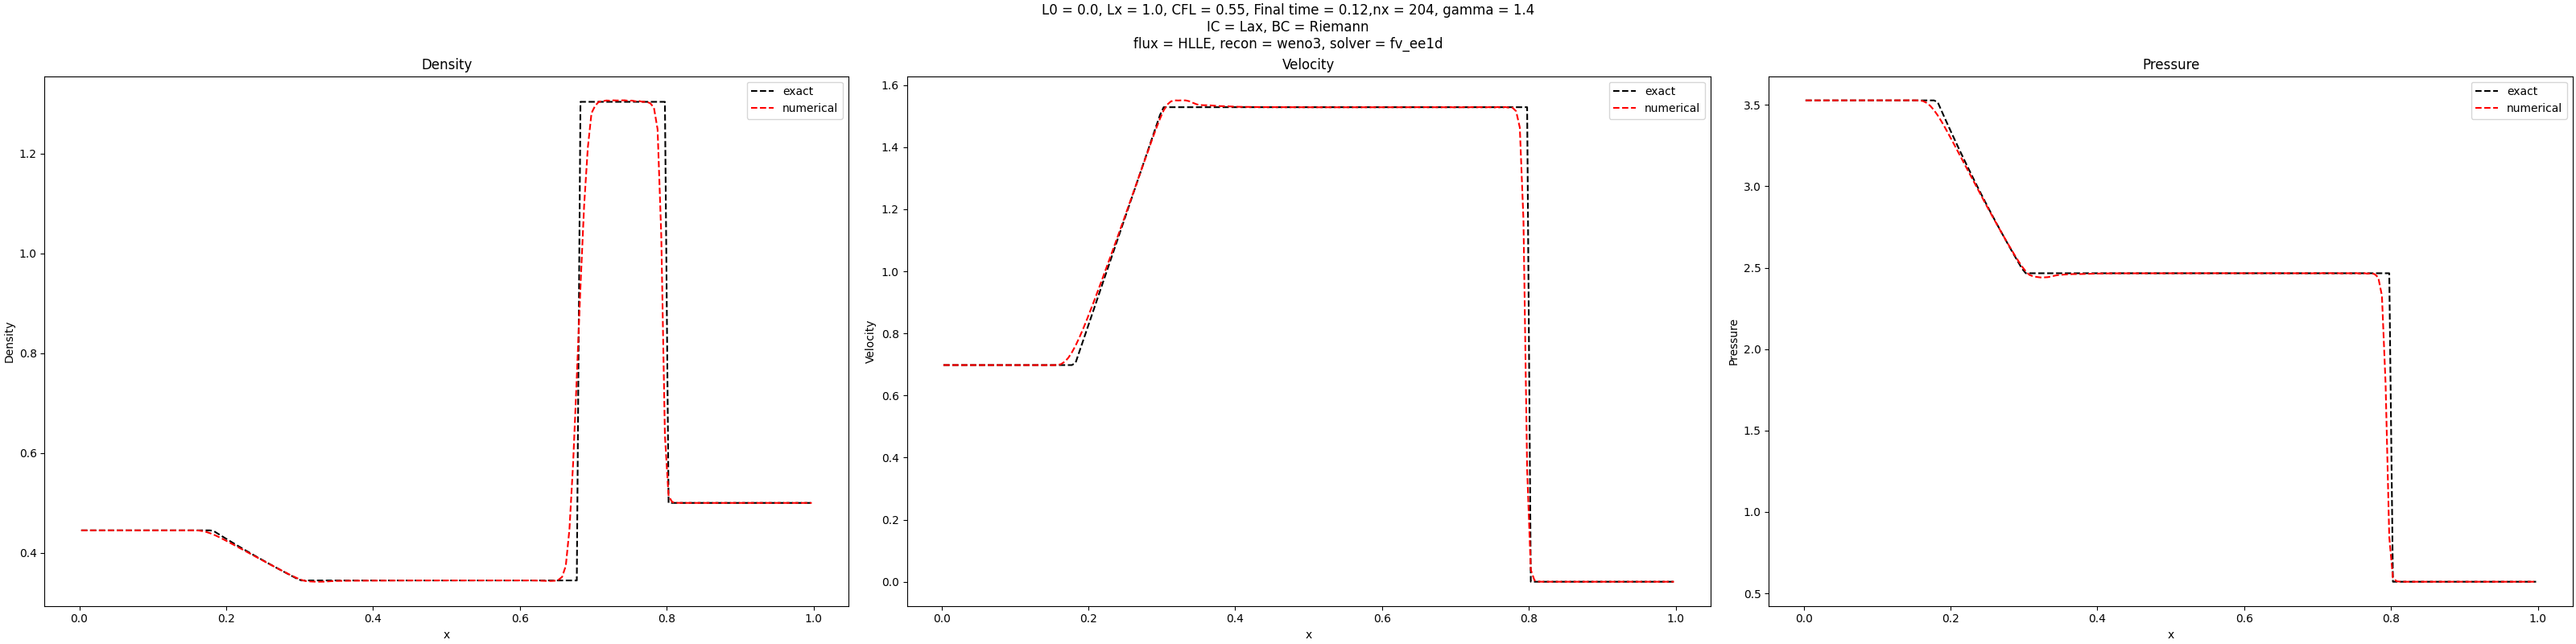 L0 = 0.0, Lx = 1.0, CFL = 0.55, Final time = 0.12,nx = 204, gamma = 1.4
IC = Lax, BC = Riemann
flux = HLLE, recon = weno3, solver = fv_ee1d
Density
exact
numerical
Density
1.2
1.0
0.8
0.6
0.4
0.0 0.2 0.4 0.6 0.8 1.0
x
Velocity
exact
numerical
Velocity
1.6
1.4
1.2
1.0
0.8
0.6
0.4
0.2
0.0
0.0 0.2 0.4 0.6 0.8 1.0
x
Pressure
exact
numerical
Pressure
3.5
3.0
2.5
2.0
1.5
1.0
0.5
0.0 0.2 0.4 0.6 0.8 1.0
x